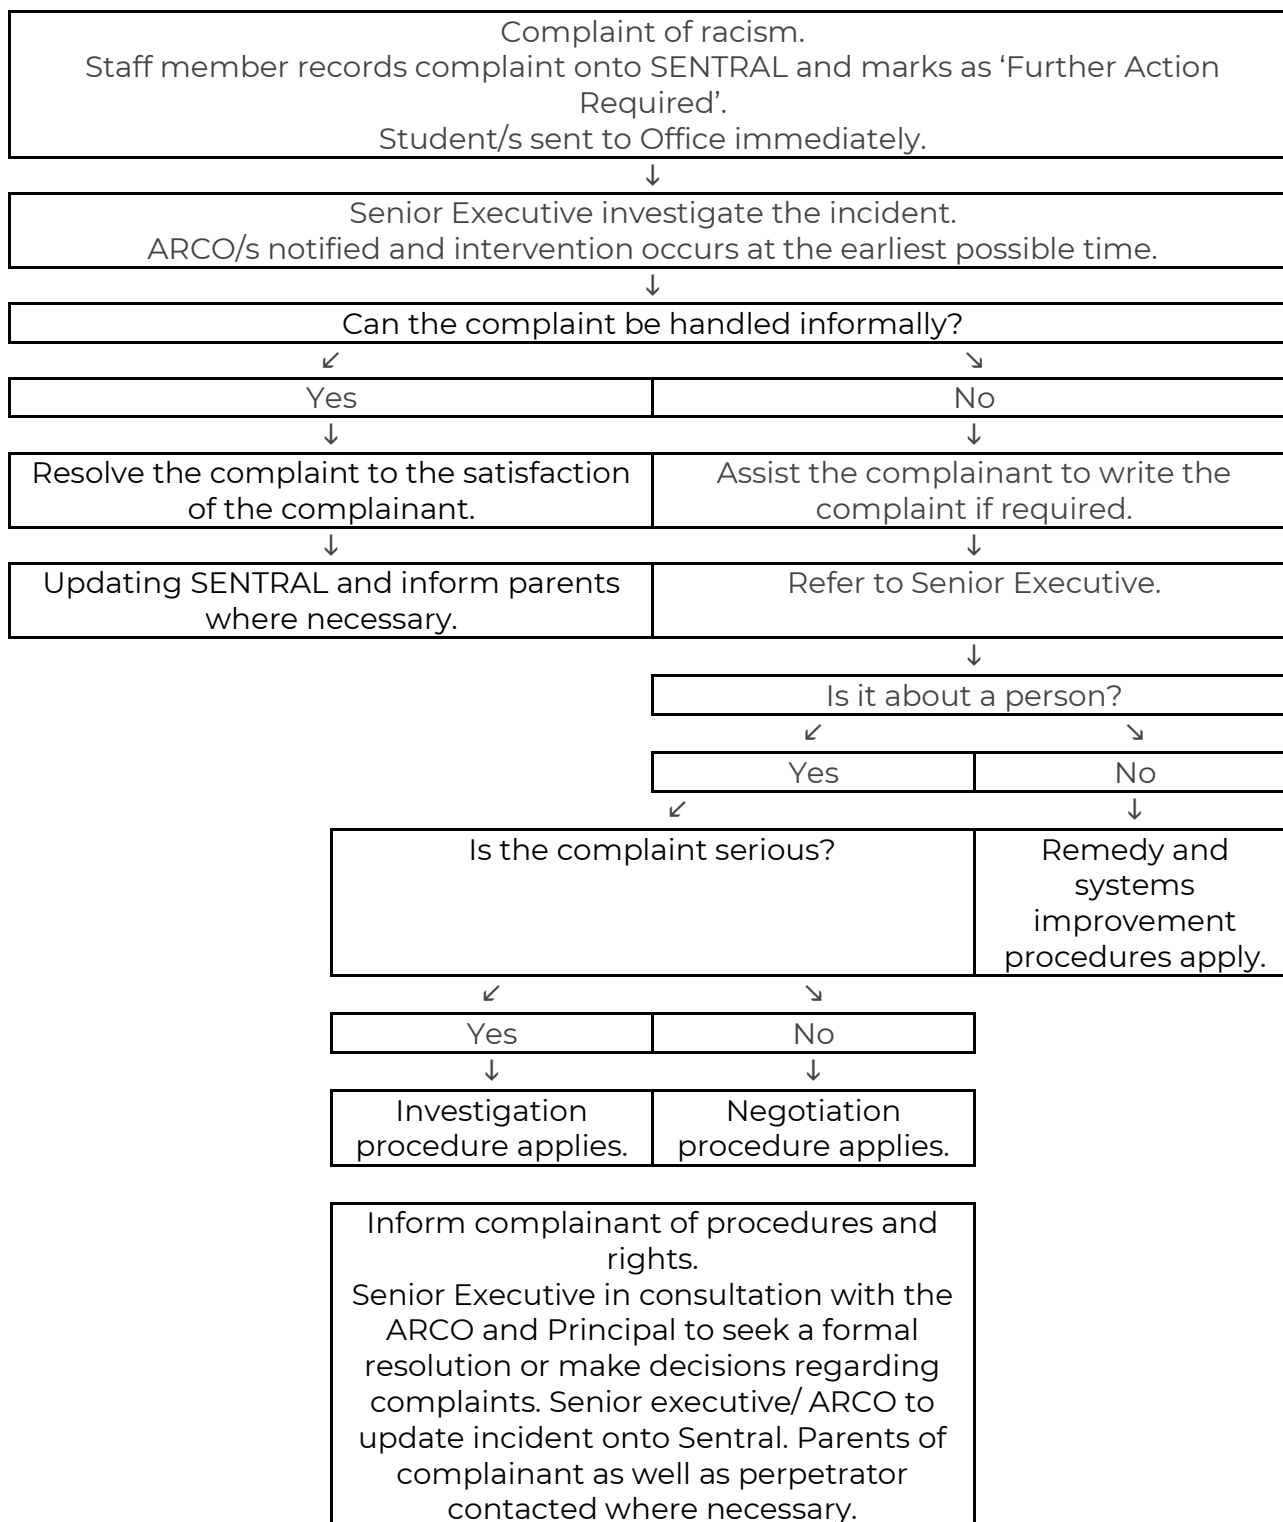 Complaint of racism.
Staff member records complaint onto SENTRAL and marks as ‘Further Action
Required’.
Student/s sent to Office immediately.
↓
Senior Executive investigate the incident.
ARCO/s notified and intervention occurs at the earliest possible time.
↓
Can the complaint be handled informally?
↙ ↘
Yes No
↓ ↓
Resolve the complaint to the satisfaction
of the complainant.
Assist the complainant to write the
complaint if required.
↓ ↓
Updating SENTRAL and inform parents
where necessary.
Refer to Senior Executive.
↓
Is it about a person?
↙ ↘
Yes No
↙ ↓
Is the complaint serious?
Remedy and
systems
improvement
procedures apply.
↙ ↘
Yes No
↓ ↓
Investigation
procedure applies.
Negotiation
procedure applies.
Inform complainant of procedures and
rights.
Senior Executive in consultation with the
ARCO and Principal to seek a formal
resolution or make decisions regarding
complaints. Senior executive/ ARCO to
update incident onto Sentral. Parents of
complainant as well as perpetrator
contacted where necessary.